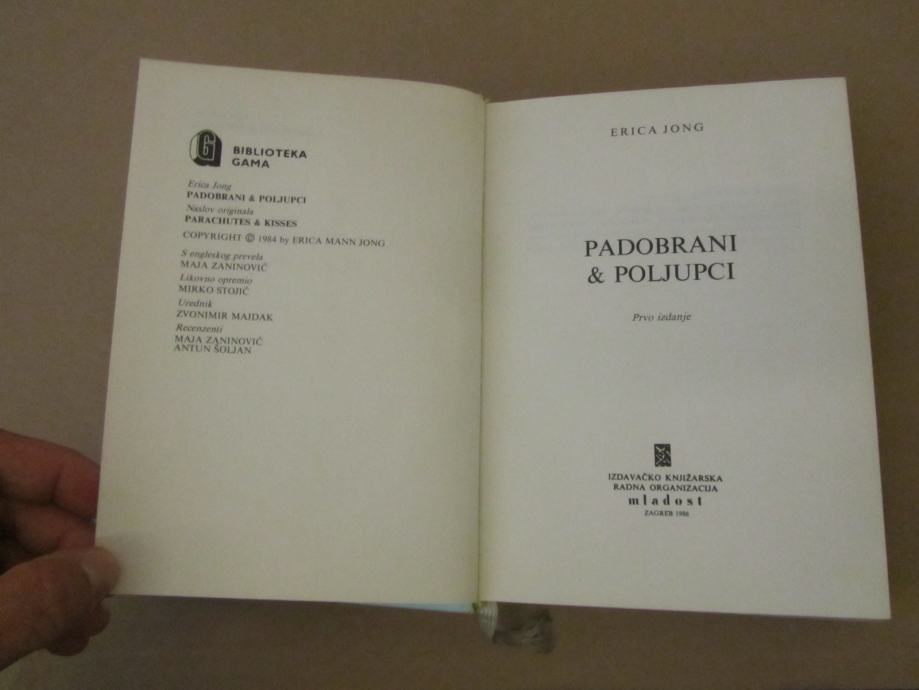 BIBLIOTEKA
GAMA
Erica Jong
PADOBRANI & POLJUPCI
Naslov originala
PARACHUTES & KISSES
COPYRIGHT © 1984 by ERICA MANN JONG
S engleskog prevela
MAJA ZANINOVIĆ
Likovno opremio
MIRKO STOJIĆ
Urednik
ZVONIMIR MAJDAK
Recenzenti
MAJA ZANINOVIĆ
ANTUN ŠOLJAN
ERICA JONG
PADOBRANI
& POLJUPCI
Prvo izdanje
IZDAVAČKO KNJIŽARSKA
RADNA ORGANIZACIJA
mladost
ZAGREB 1986